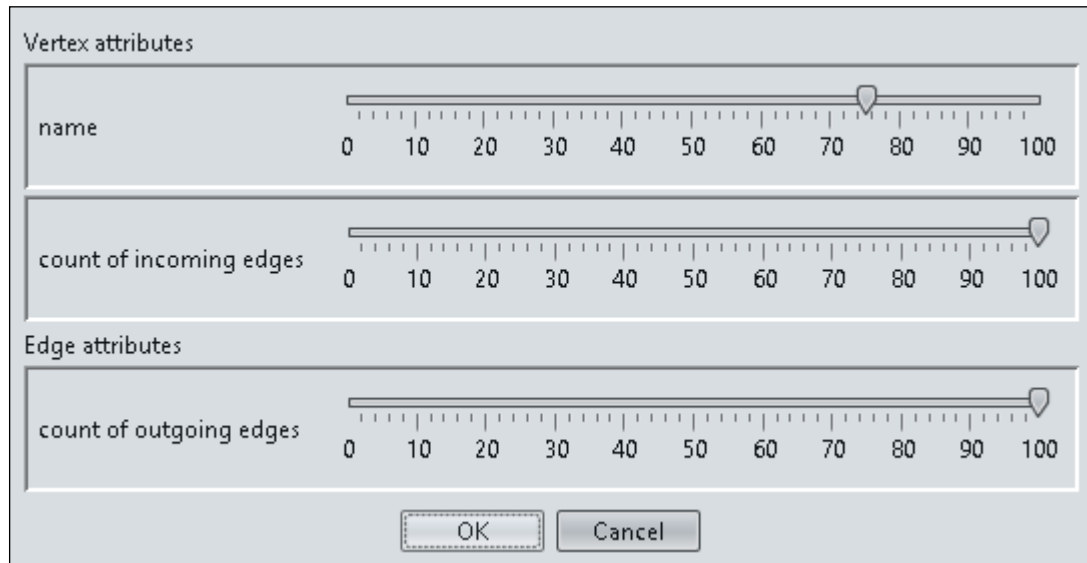 Vertex attributes
name
0 10 20 30 40 50 60 70 80 90 100
count of incoming edges
0 10 20 30 40 50 60 70 80 90 100
Edge attributes
count of outgoing edges
0 10 20 30 40 50 60 70 80 90 100
OK Cancel